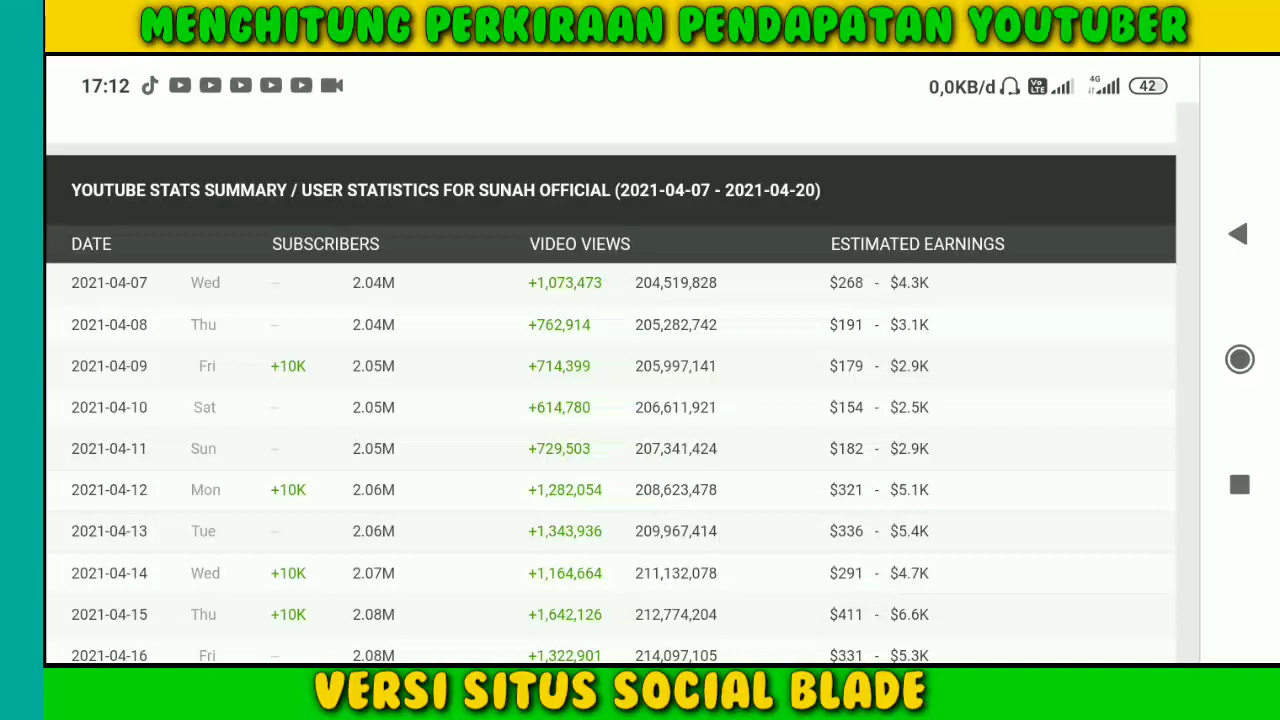 MENGHITUNG PERKIRAAN PENDAPATAN YOUTUBER
17:12 0,0KB/d Vo LTE 4G 42
YOUTUBE STATS SUMMARY / USER STATISTICS FOR SUNAH OFFICIAL (2021-04-07 - 2021-04-20)
DATE SUBSCRIBERS VIDEO VIEWS ESTIMATED EARNINGS
2021-04-07 Wed -- 2.04M +1,073,473 204,519,828 $268 - $4.3K
2021-04-08 Thu -- 2.04M +762,914 205,282,742 $191 - $3.1K
2021-04-09 Fri +10K 2.05M +714,399 205,997,141 $179 - $2.9K
2021-04-10 Sat -- 2.05M +614,780 206,611,921 $154 - $2.5K
2021-04-11 Sun -- 2.05M +729,503 207,341,424 $182 - $2.9K
2021-04-12 Mon +10K 2.06M +1,282,054 208,623,478 $321 - $5.1K
2021-04-13 Tue -- 2.06M +1,343,936 209,967,414 $336 - $5.4K
2021-04-14 Wed +10K 2.07M +1,164,664 211,132,078 $291 - $4.7K
2021-04-15 Thu +10K 2.08M +1,642,126 212,774,204 $411 - $6.6K
2021-04-16 Fri -- 2.08M +1,322,901 214,097,105 $331 - $5.3K
VERSI SITUS SOCIAL BLADE